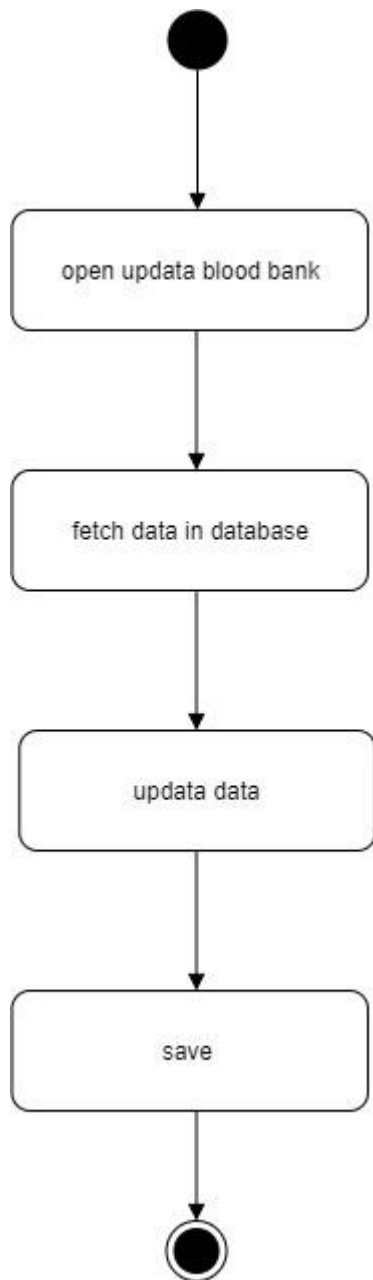 open updata blood bank
fetch data in database
updata data
save